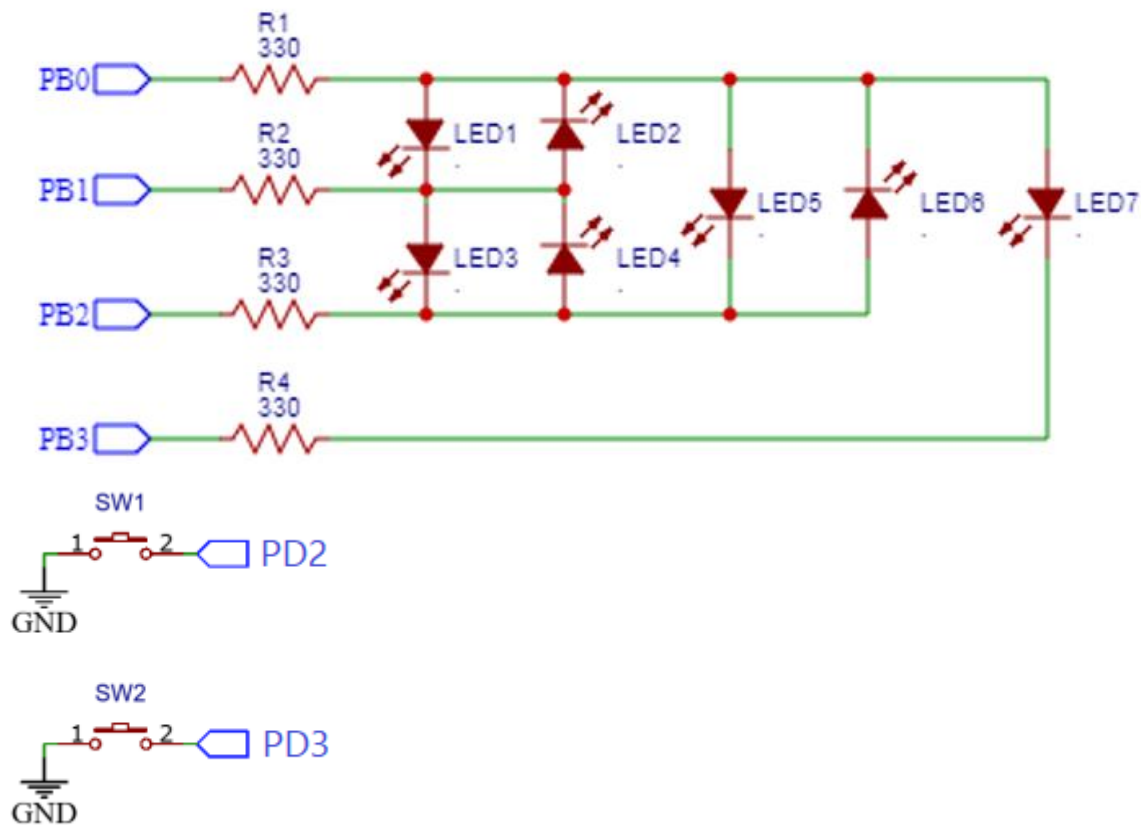 R1
330
PB0
LED1
LED2
R2
330
PB1
LED5
LED6
LED7
R3
330
LED3
LED4
PB2
R4
330
PB3
SW1
1 2
PD2
GND
SW2
1 2
PD3
GND